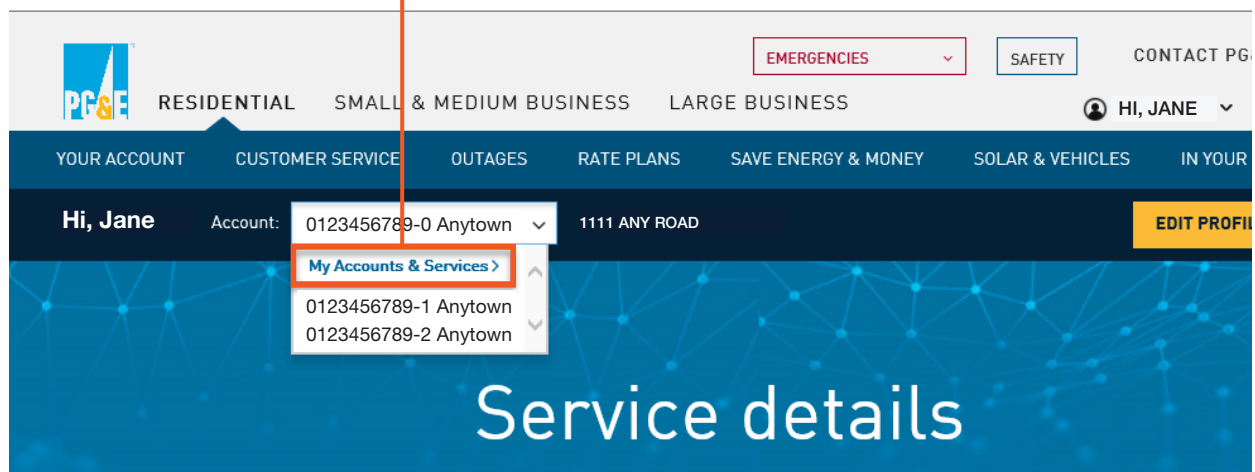 EMERGENCIES
SAFETY
CONTACT PG&
PG&E
RESIDENTIAL
SMALL & MEDIUM BUSINESS
LARGE BUSINESS
HI, JANE
YOUR ACCOUNT
CUSTOMER SERVICE
OUTAGES
RATE PLANS
SAVE ENERGY & MONEY
SOLAR & VEHICLES
IN YOUR
Hi, Jane
Account:
0123456789-0 Anytown
1111 ANY ROAD
EDIT PROFIL
My Accounts & Services >
0123456789-1 Anytown
0123456789-2 Anytown
Service details